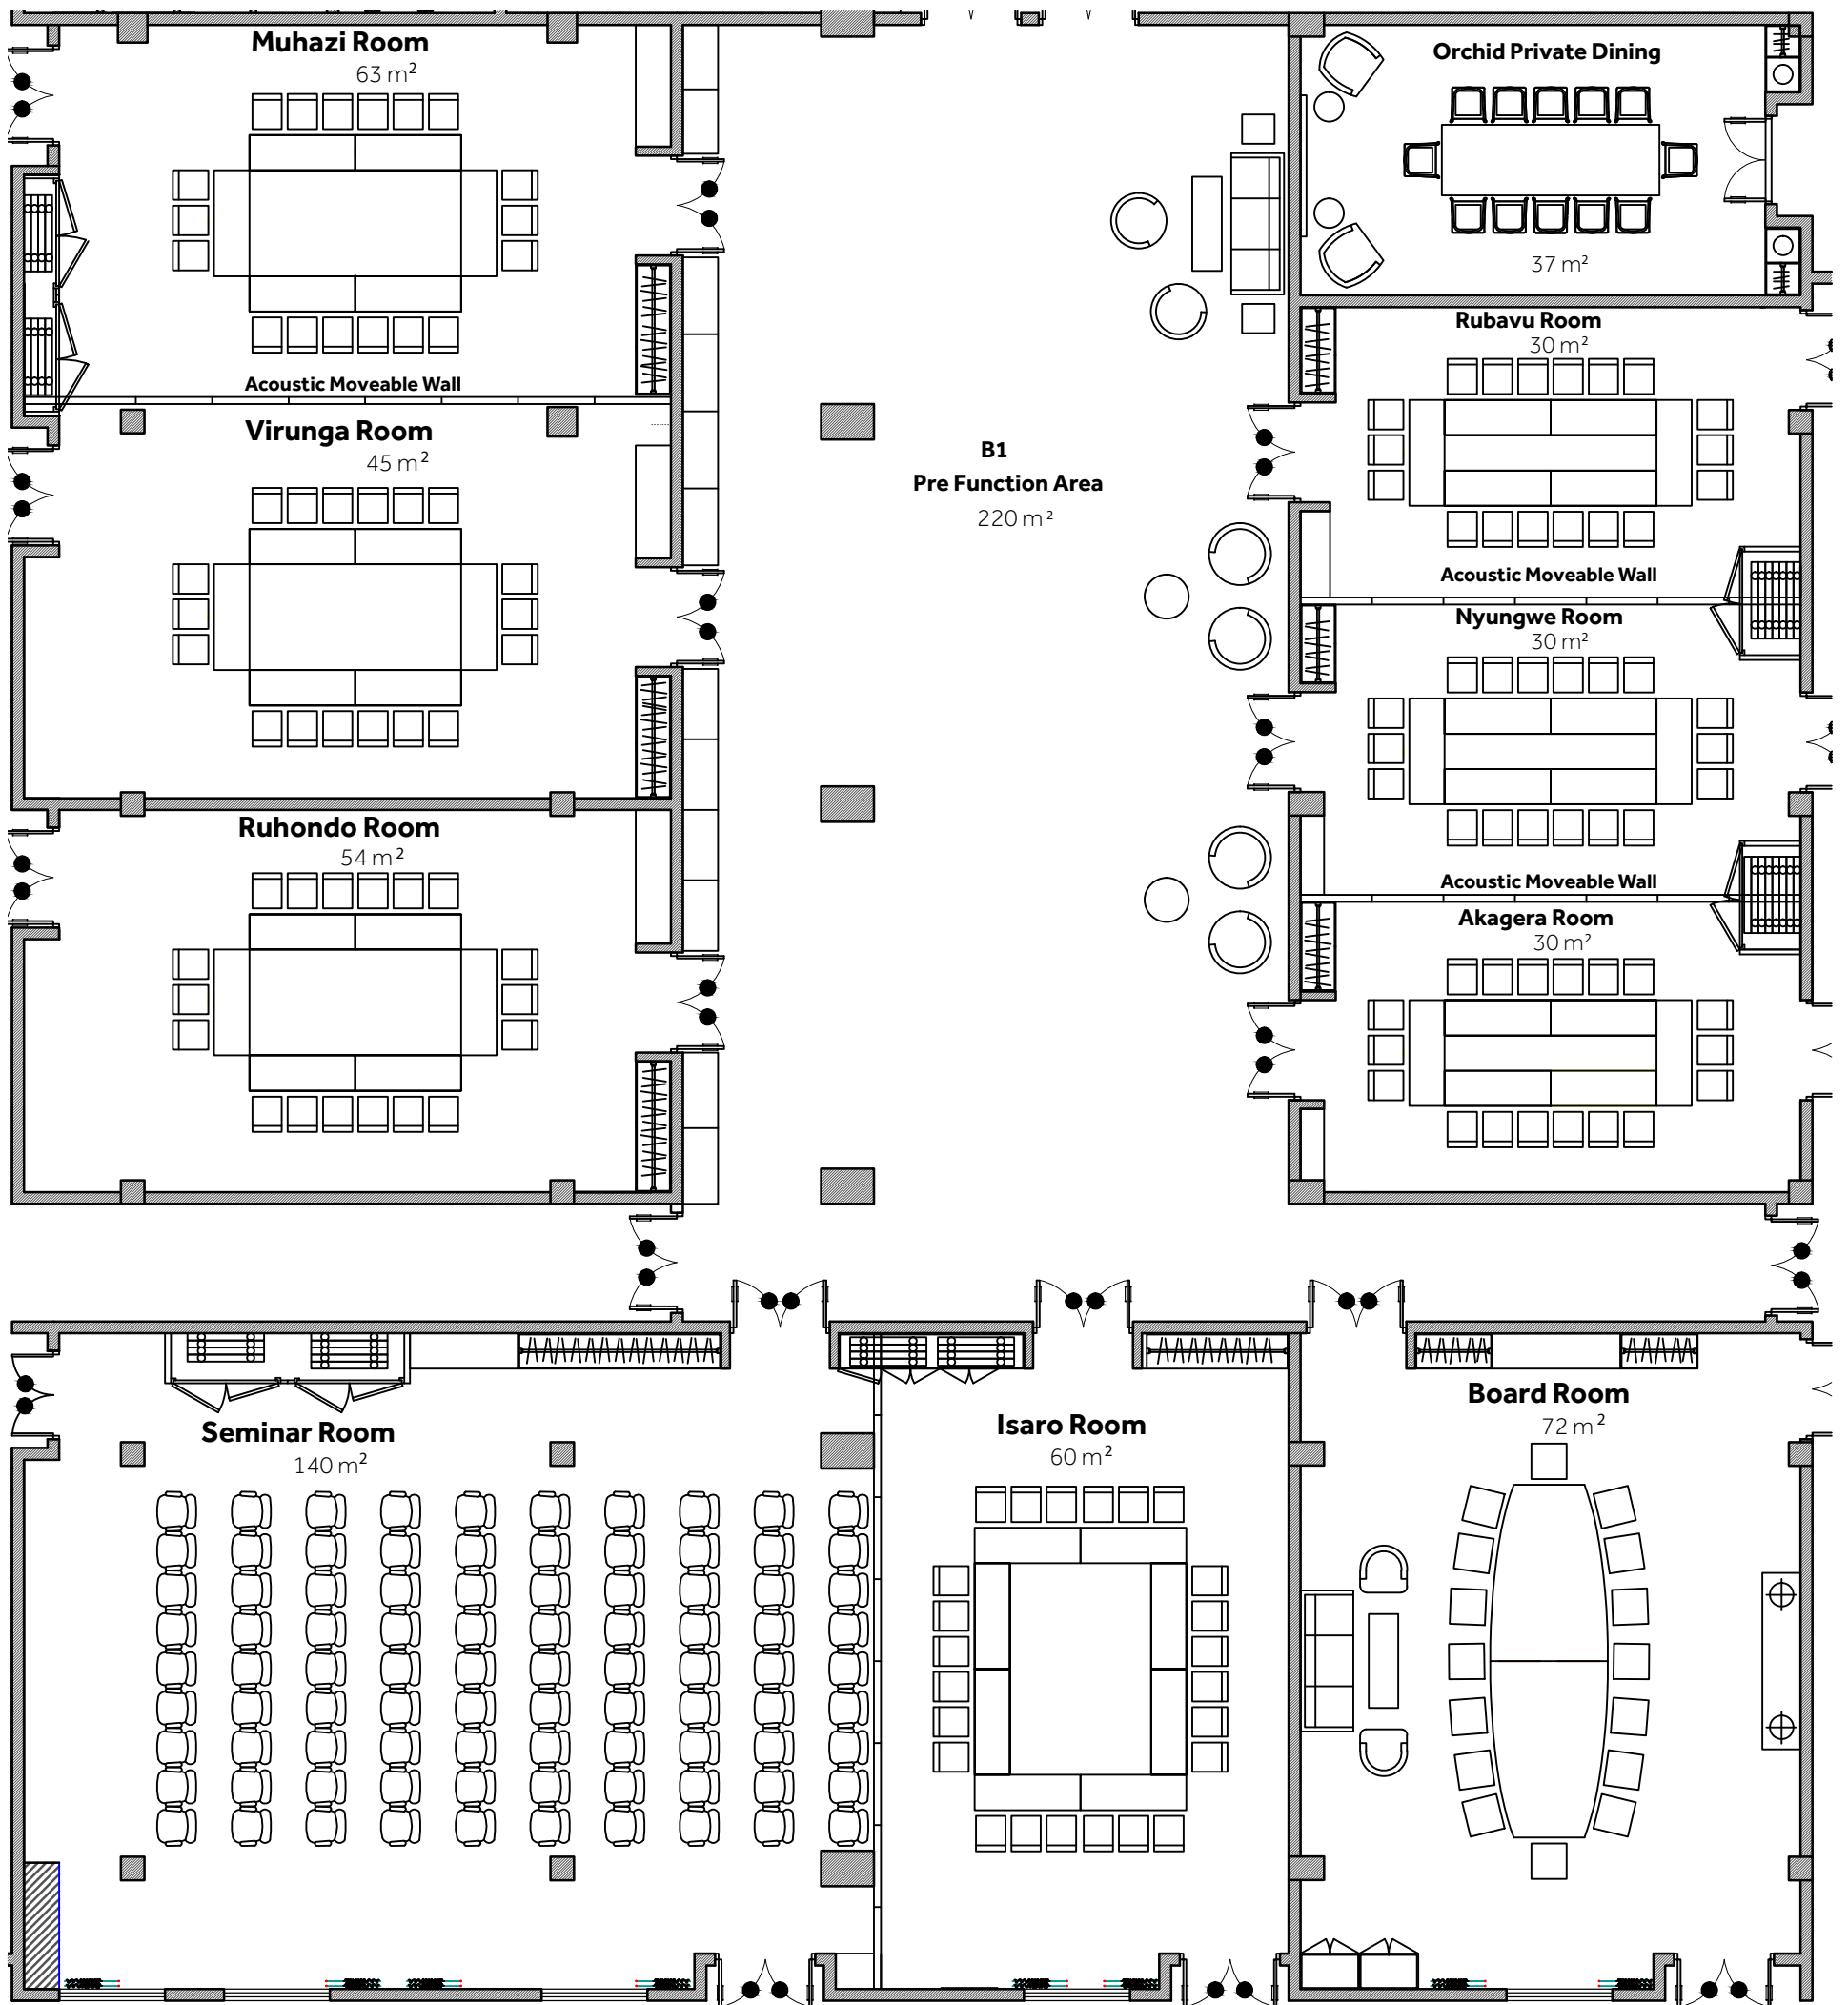 Muhazi Room
63 m²
Orchid Private Dining
37 m²
Rubavu Room
30 m²
Acoustic Moveable Wall
Virunga Room
45 m²
B1
Pre Function Area
220 m²
Acoustic Moveable Wall
Nyungwe Room
30 m²
Ruhondo Room
54 m²
Acoustic Moveable Wall
Akagera Room
30 m²
Seminar Room
140 m²
Isaro Room
60 m²
Board Room
72 m²